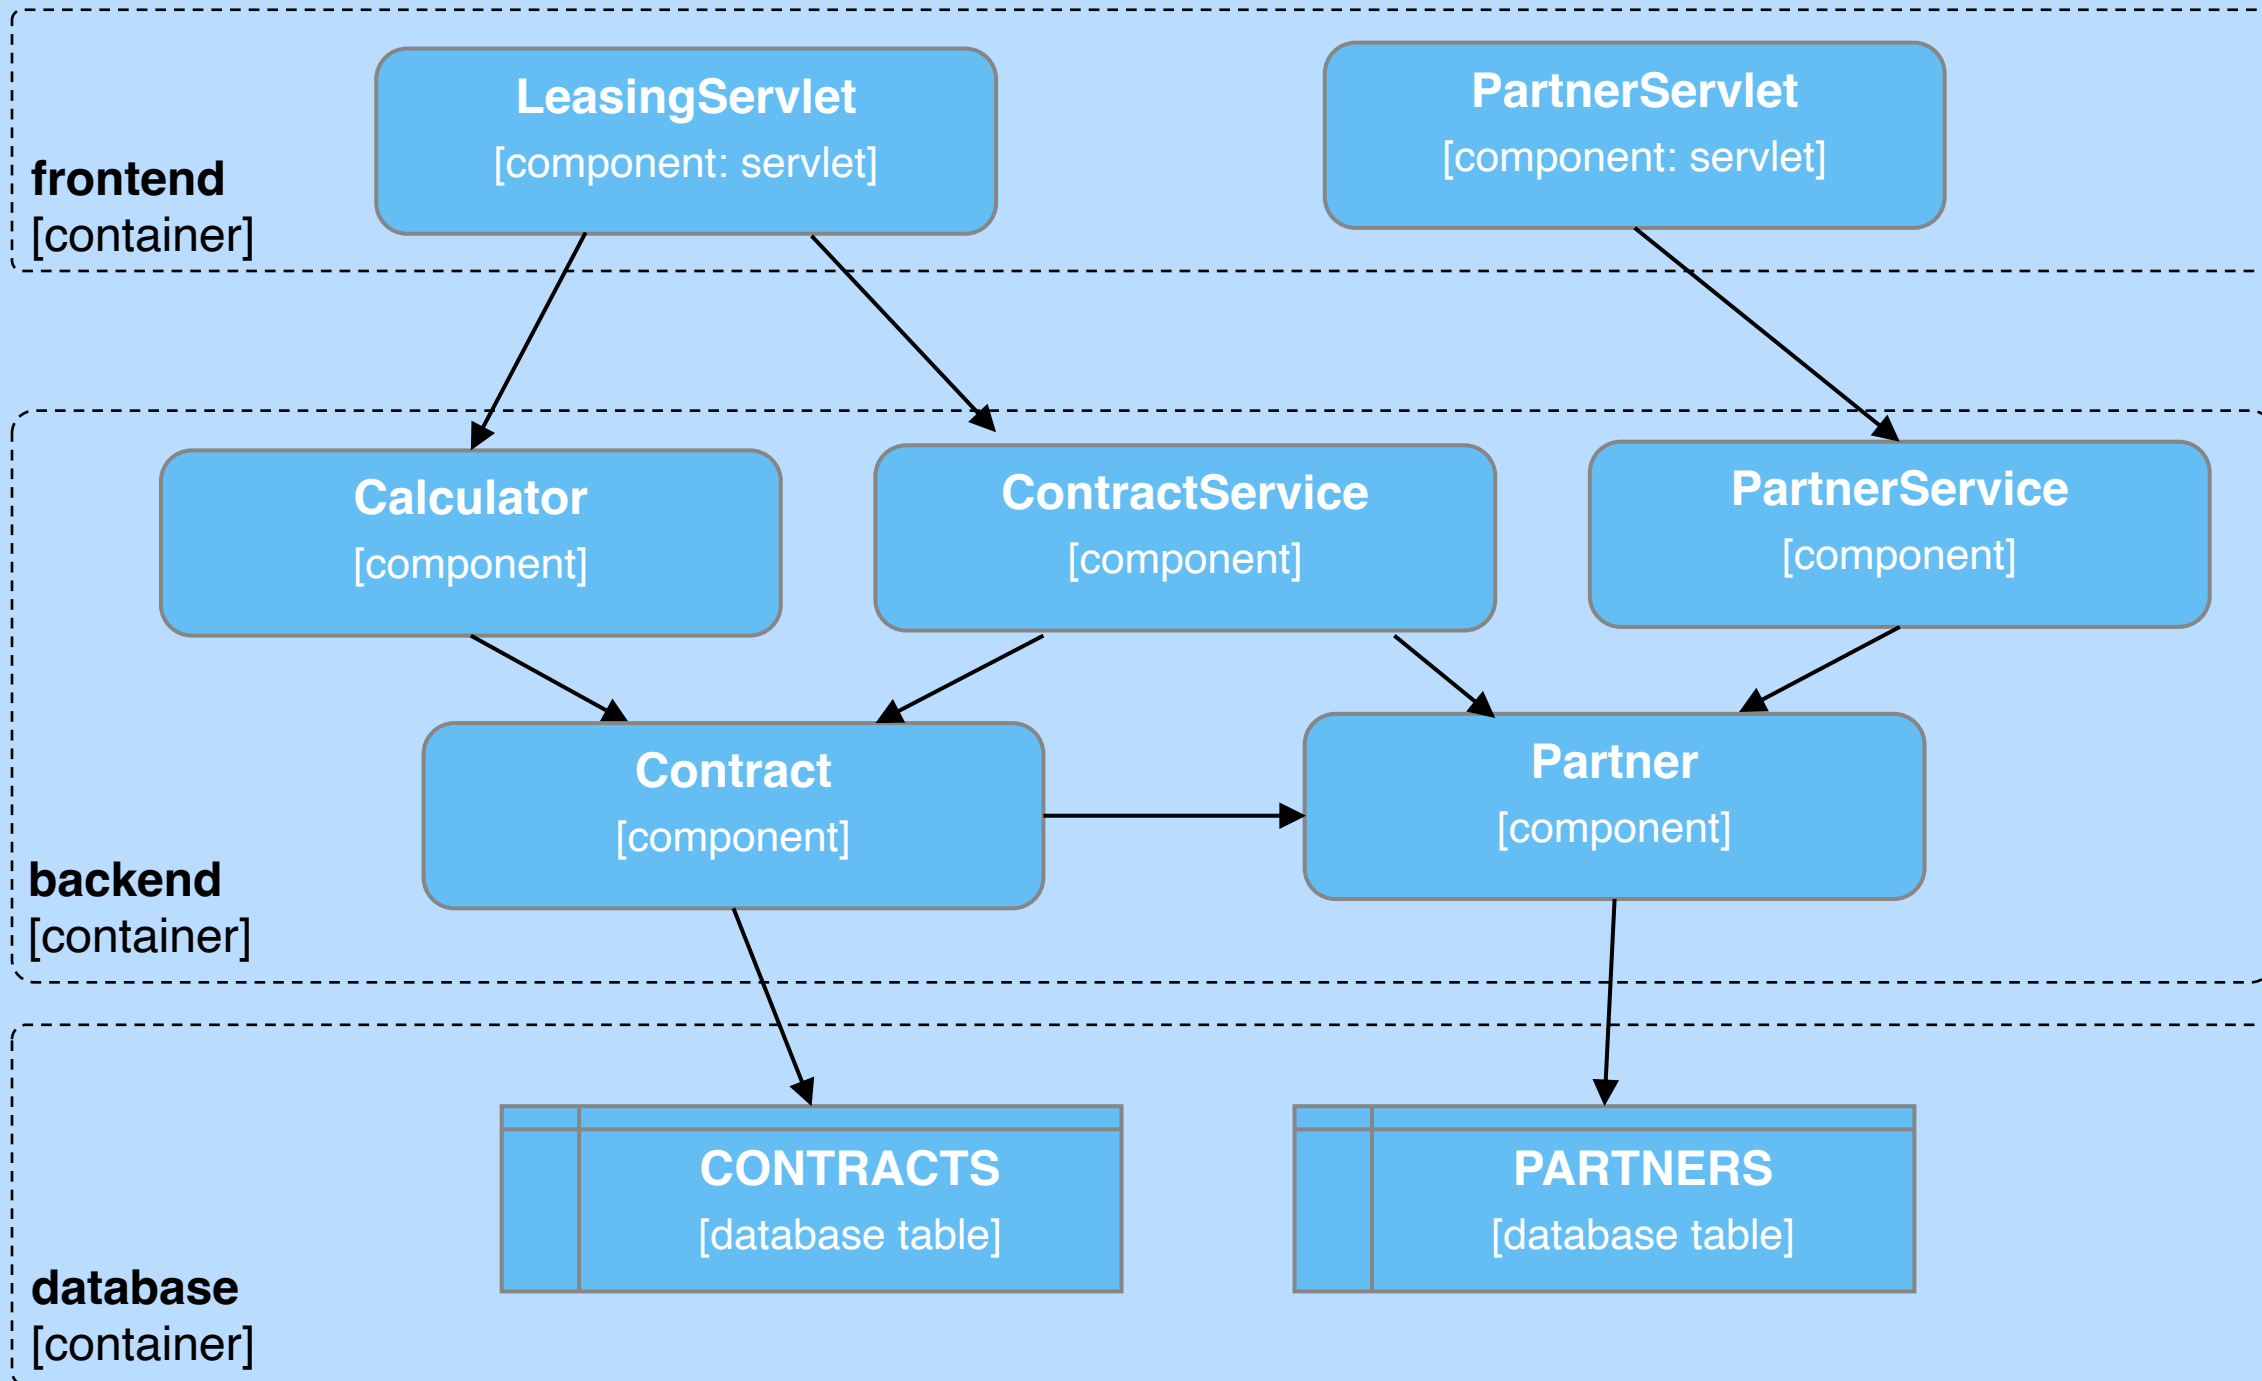 LeasingServlet
[component: servlet]
PartnerServlet
[component: servlet]
frontend
[container]
Calculator
[component]
ContractService
[component]
PartnerService
[component]
Contract
[component]
Partner
[component]
backend
[container]
CONTRACTS
[database table]
PARTNERS
[database table]
database
[container]